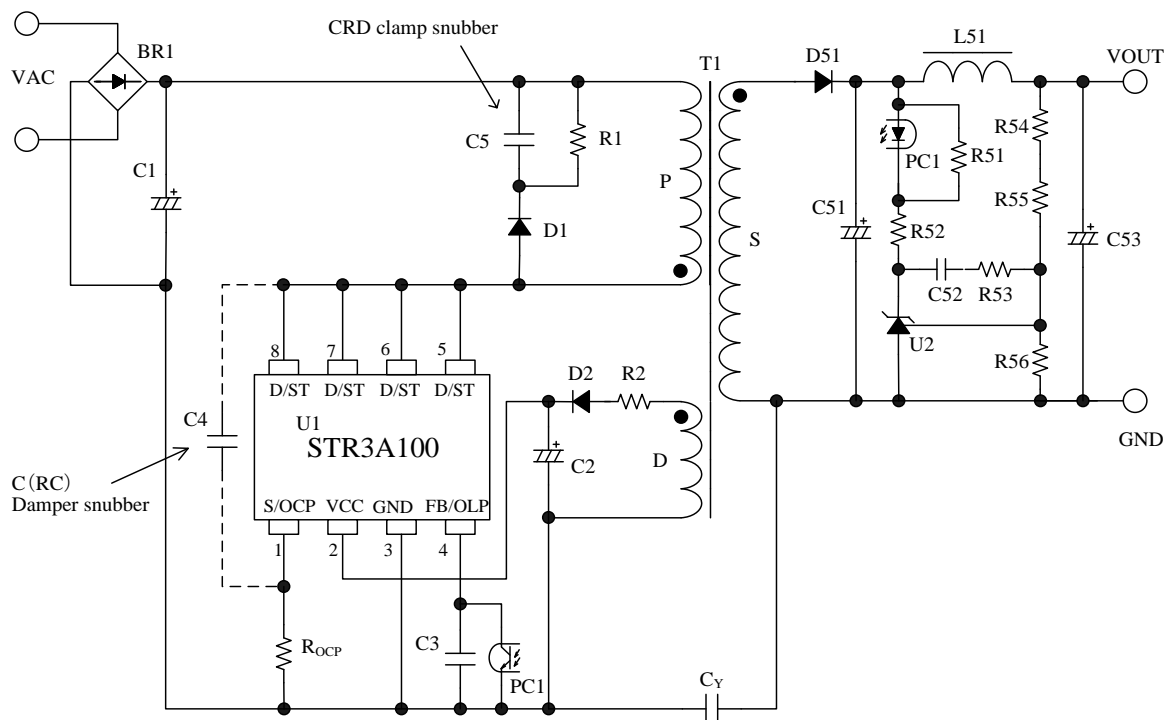 CRD clamp snubber
VAC
BR1
C1
C5
R1
D1
P
T1
S
D51
L51
VOUT
PC1
R51
R54
R55
C51
R52
C52
R53
C53
U2
R56
GND
8
7
6
5
D/ST
D/ST
D/ST
D/ST
U1
STR3A100
S/OCP
VCC
GND
FB/OLP
1
2
3
4
C4
C(RC)
Damper snubber
D2
R2
C2
D
ROCP
C3
PC1
CY